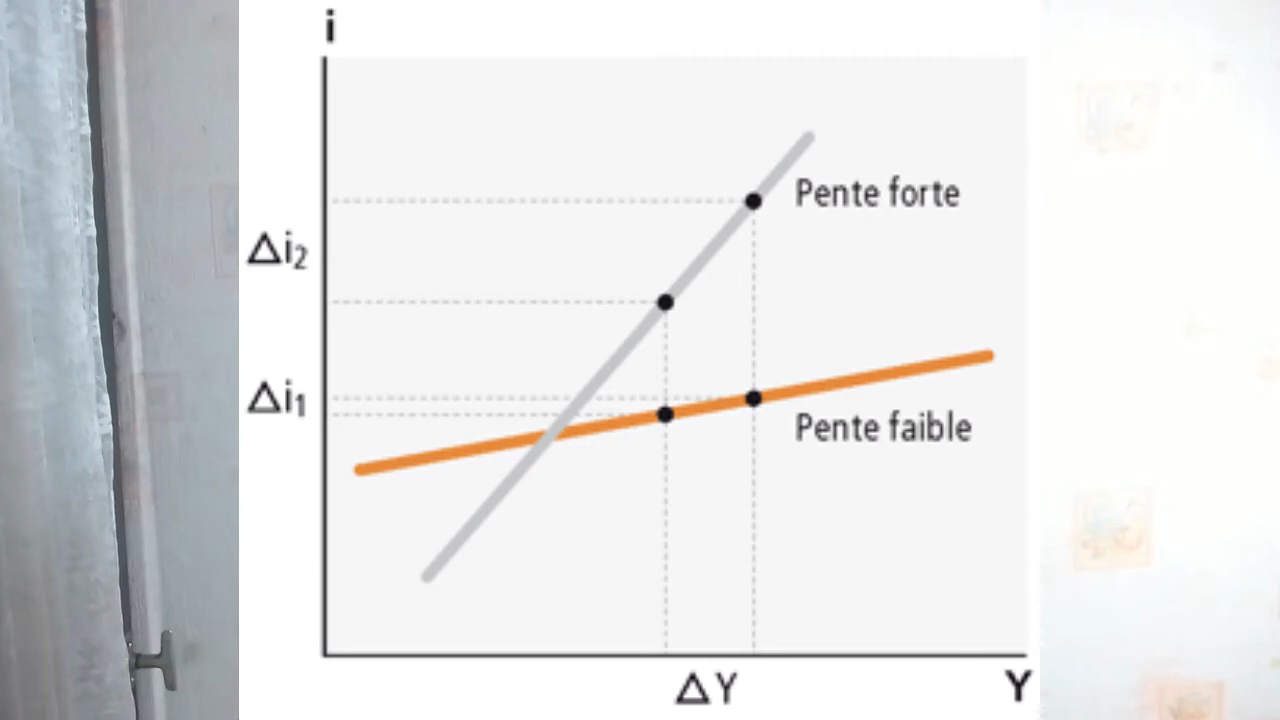 i
Pente forte
Δi2
Δi1
Pente faible
ΔY
Y